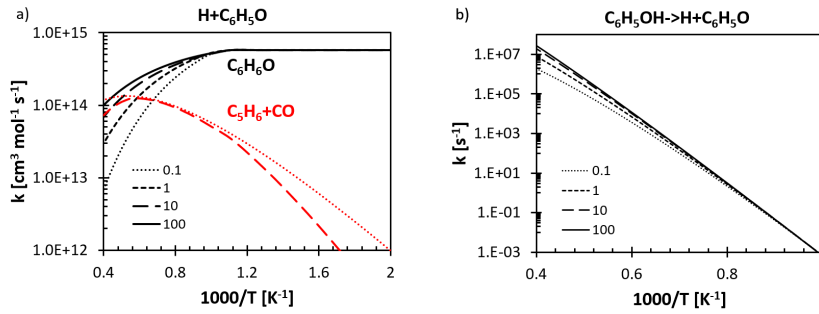 a)
H+C₆H₅O
k [cm³ mol⁻¹ s⁻¹]
1.0E+15
1.0E+14
1.0E+13
1.0E+12
C₆H₆O
C₅H₆+CO
0.1
1
10
100
0.4
0.8
1.2
1.6
2
1000/T [K⁻¹]
b)
C₆H₅OH->H+C₆H₅O
k [s⁻¹]
1.E+07
1.E+05
1.E+03
1.E+01
1.E-01
1.E-03
0.1
1
10
100
0.4
0.6
0.8
1000/T [K⁻¹]